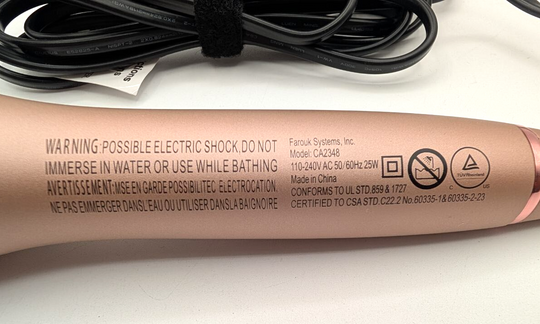 WARNING:POSSIBLE ELECTRIC SHOCK,DO NOT
IMMERSE IN WATER OR USE WHILE BATHING
AVERTISSEMENT:MSE EN GARDE POSSIBILITEC ELECTROCATION,
NE PAS EMMERGER DANSL'EAU OU UTILISER DANSLA BAIGNOIRE
Farouk Systems, Inc.
Model: CA2348
110-240V AC 50/60Hz 25W
Made in China
CONFORMS TO UL STD.859 & 1727
CERTIFIED TO CSA STD.C22.2 No.60335-1& 60335-2-23
TÜVRheinland
C US